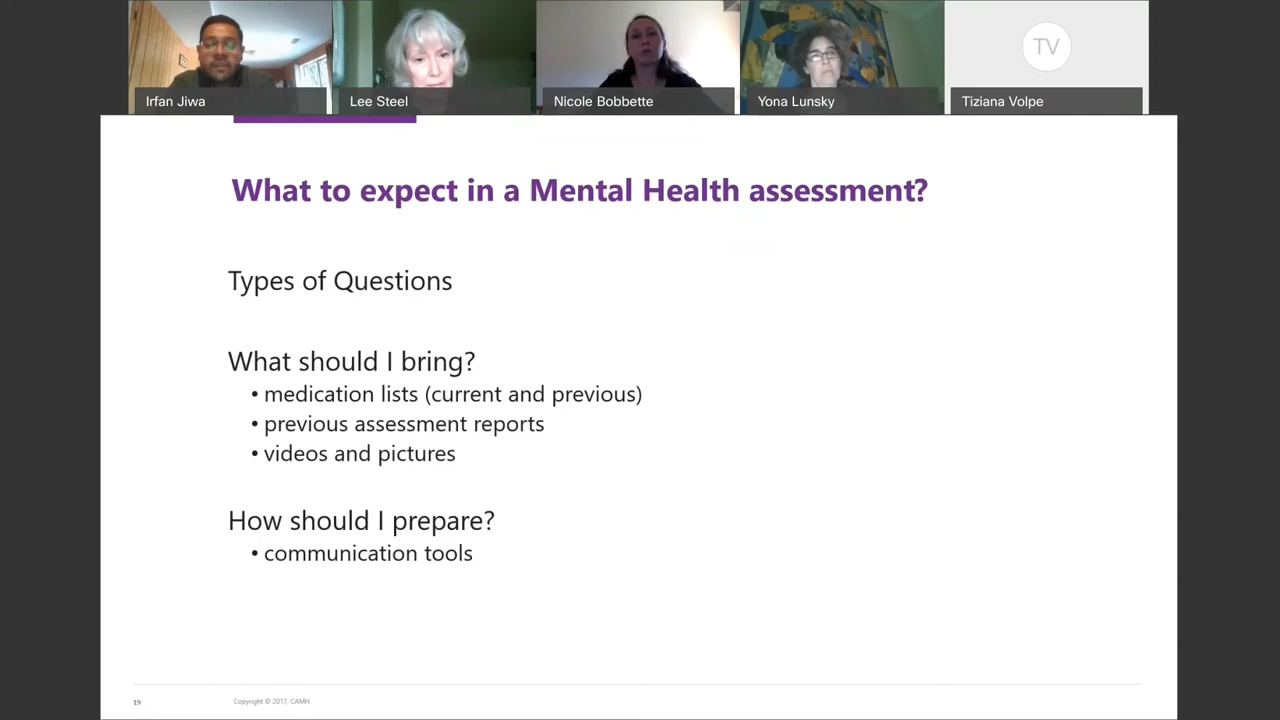 Irfan Jiwa
Lee Steel
Nicole Bobbette
Yona Lunsky
TV
Tiziana Volpe
What to expect in a Mental Health assessment?
Types of Questions
What should I bring?
• medication lists (current and previous)
• previous assessment reports
• videos and pictures
How should I prepare?
• communication tools
19
Copyright © 2017, CAMH